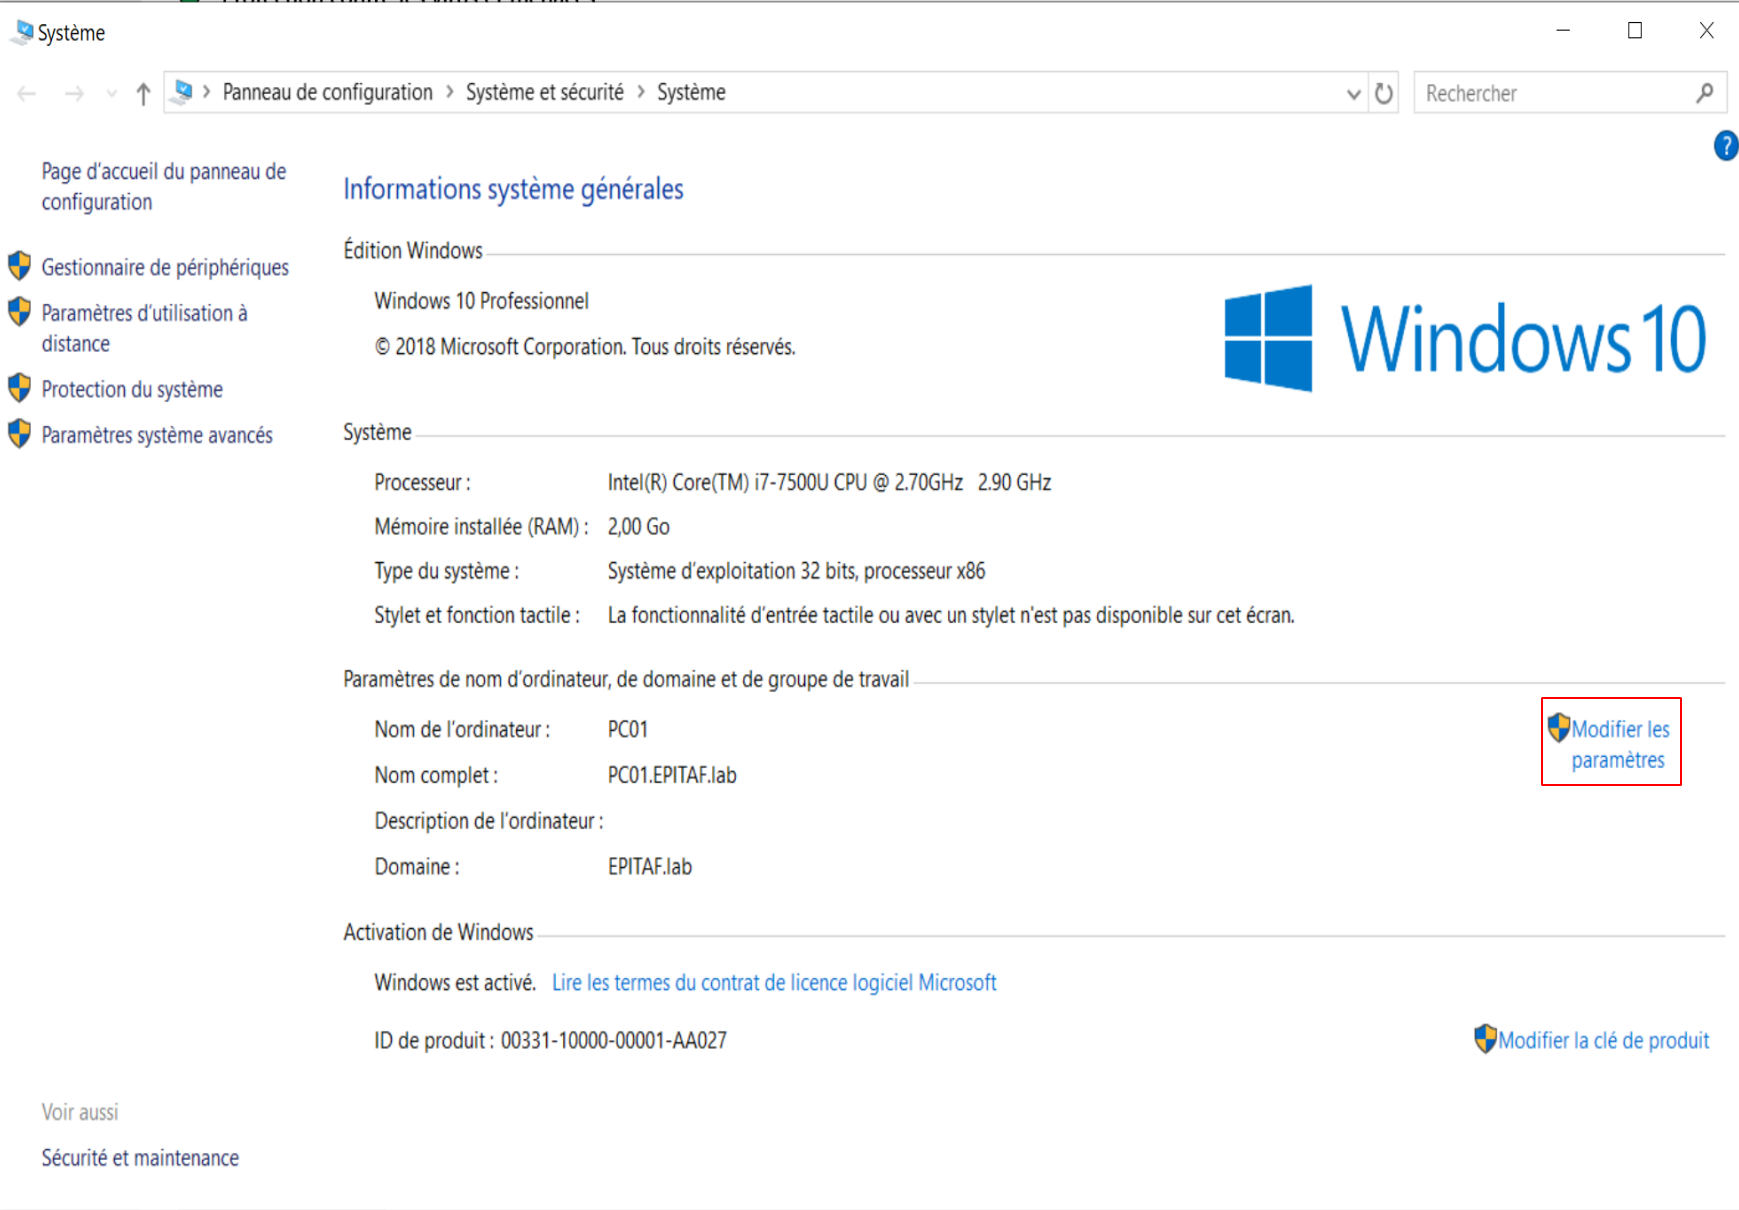 Système
Panneau de configuration > Système et sécurité > Système
Rechercher
?
Page d'accueil du panneau de
configuration
Gestionnaire de périphériques
Paramètres d'utilisation à
distance
Protection du système
Paramètres système avancés
Informations système générales
Édition Windows
Windows 10 Professionnel
© 2018 Microsoft Corporation. Tous droits réservés.
Windows 10
Système
Processeur : Intel(R) Core(TM) i7-7500U CPU @ 2.70GHz 2.90 GHz
Mémoire installée (RAM) : 2,00 Go
Type du système : Système d'exploitation 32 bits, processeur x86
Stylet et fonction tactile : La fonctionnalité d'entrée tactile ou avec un stylet n'est pas disponible sur cet écran.
Paramètres de nom d'ordinateur, de domaine et de groupe de travail
Nom de l'ordinateur : PC01
Modifier les
paramètres
Nom complet : PC01.EPITAF.lab
Description de l'ordinateur :
Domaine : EPITAF.lab
Activation de Windows
Windows est activé. Lire les termes du contrat de licence logiciel Microsoft
ID de produit : 00331-10000-00001-AA027
Modifier la clé de produit
Voir aussi
Sécurité et maintenance